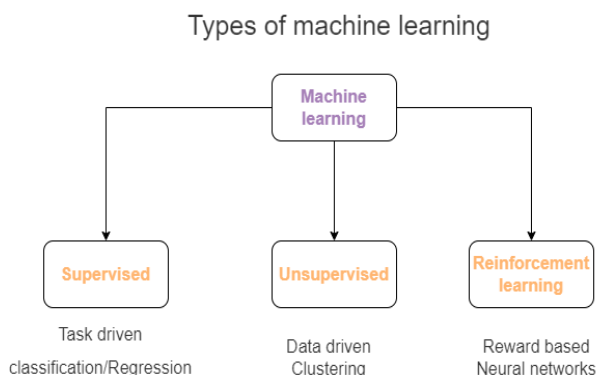 Types of machine learning
Machine
learning
Supervised
Unsupervised
Reinforcement
learning
Task driven
classification/Regression
Data driven
Clustering
Reward based
Neural networks